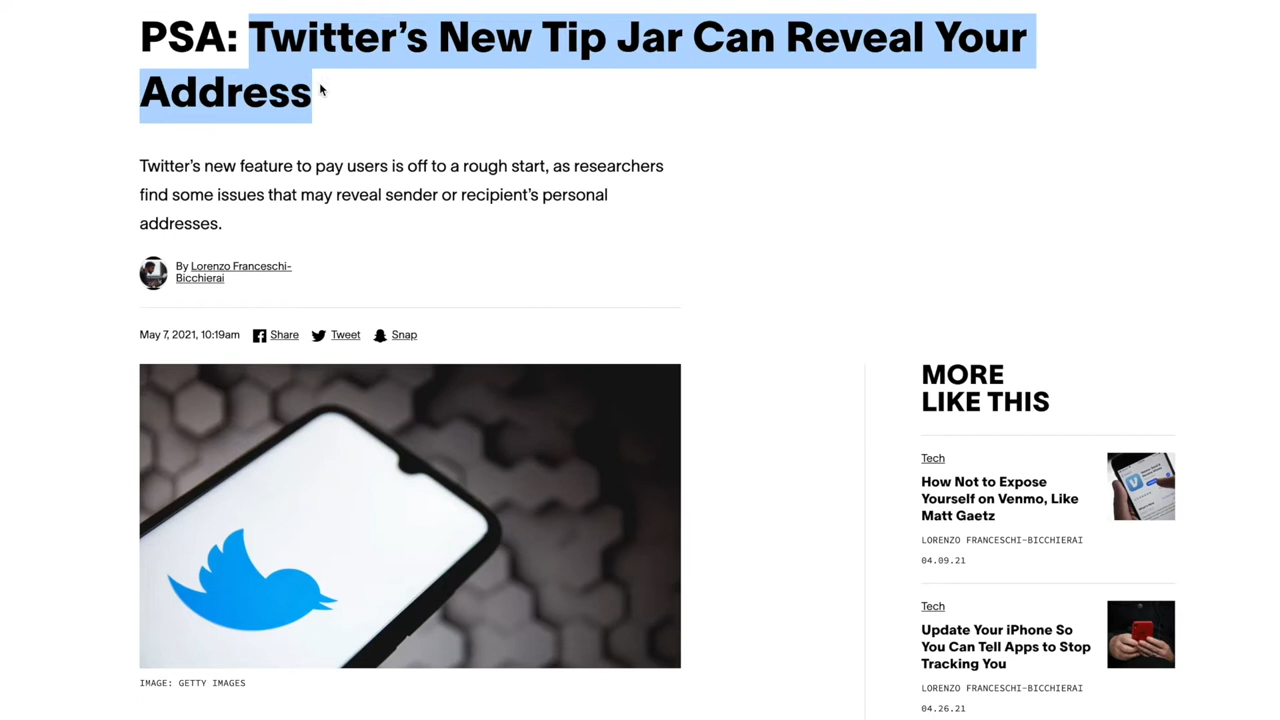 PSA: Twitter’s New Tip Jar Can Reveal Your
Address
Twitter’s new feature to pay users is off to a rough start, as researchers
find some issues that may reveal sender or recipient’s personal
addresses.
By Lorenzo Franceschi-
Bicchierai
May 7, 2021, 10:19am Share Tweet Snap
IMAGE: GETTY IMAGES
MORE
LIKE THIS
Tech
How Not to Expose
Yourself on Venmo, Like
Matt Gaetz
LORENZO FRANCESCHI-BICCHIERAI
04.09.21
Tech
Update Your iPhone So
You Can Tell Apps to Stop
Tracking You
LORENZO FRANCESCHI-BICCHIERAI
04.26.21